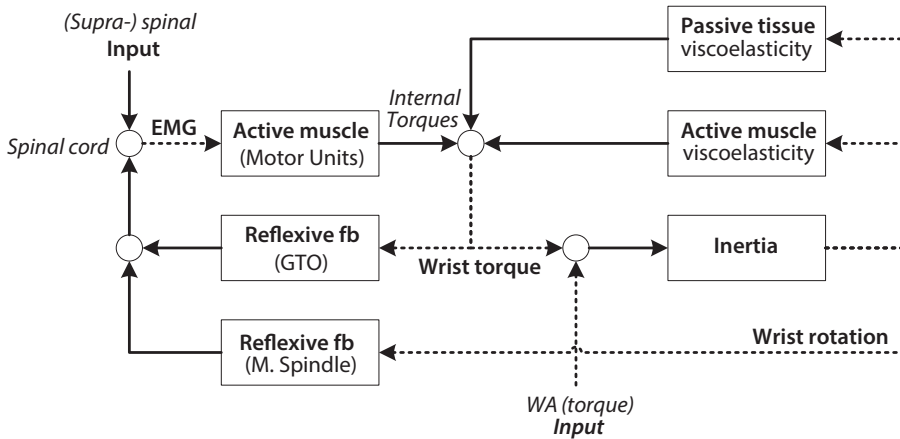 (Supra-) spinal
Input
Passive tissue
viscoelasticity
Internal
Torques
Spinal cord
EMG
Active muscle
(Motor Units)
Active muscle
viscoelasticity
Reflexive fb
(GTO)
Wrist torque
Inertia
Reflexive fb
(M. Spindle)
Wrist rotation
WA (torque)
Input